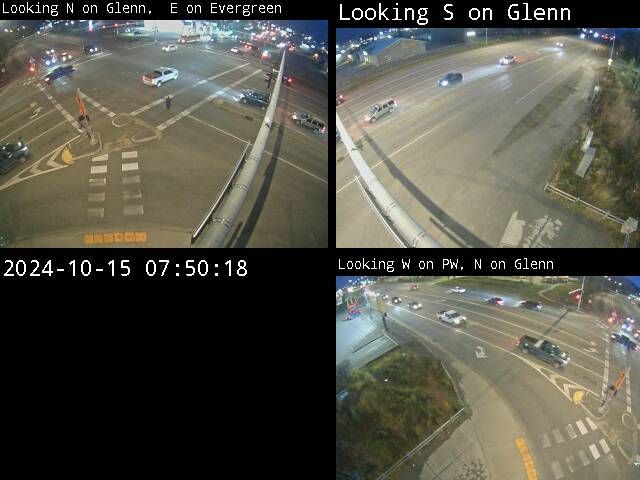 Looking N on Glenn, E on Evergreen
Looking S on Glenn
2024-10-15 07:50:18
Looking W on PW, N on Glenn